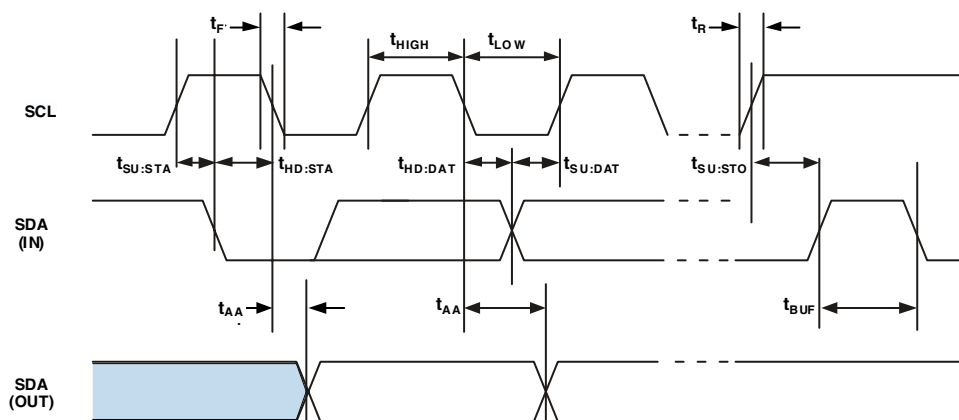 tF
tHIGH
tLOW
tR
SCL
tSU:STA
tHD:STA
tHD:DAT
tSU:DAT
tSU:STO
SDA
(IN)
tAA
tAA
tBUF
SDA
(OUT)